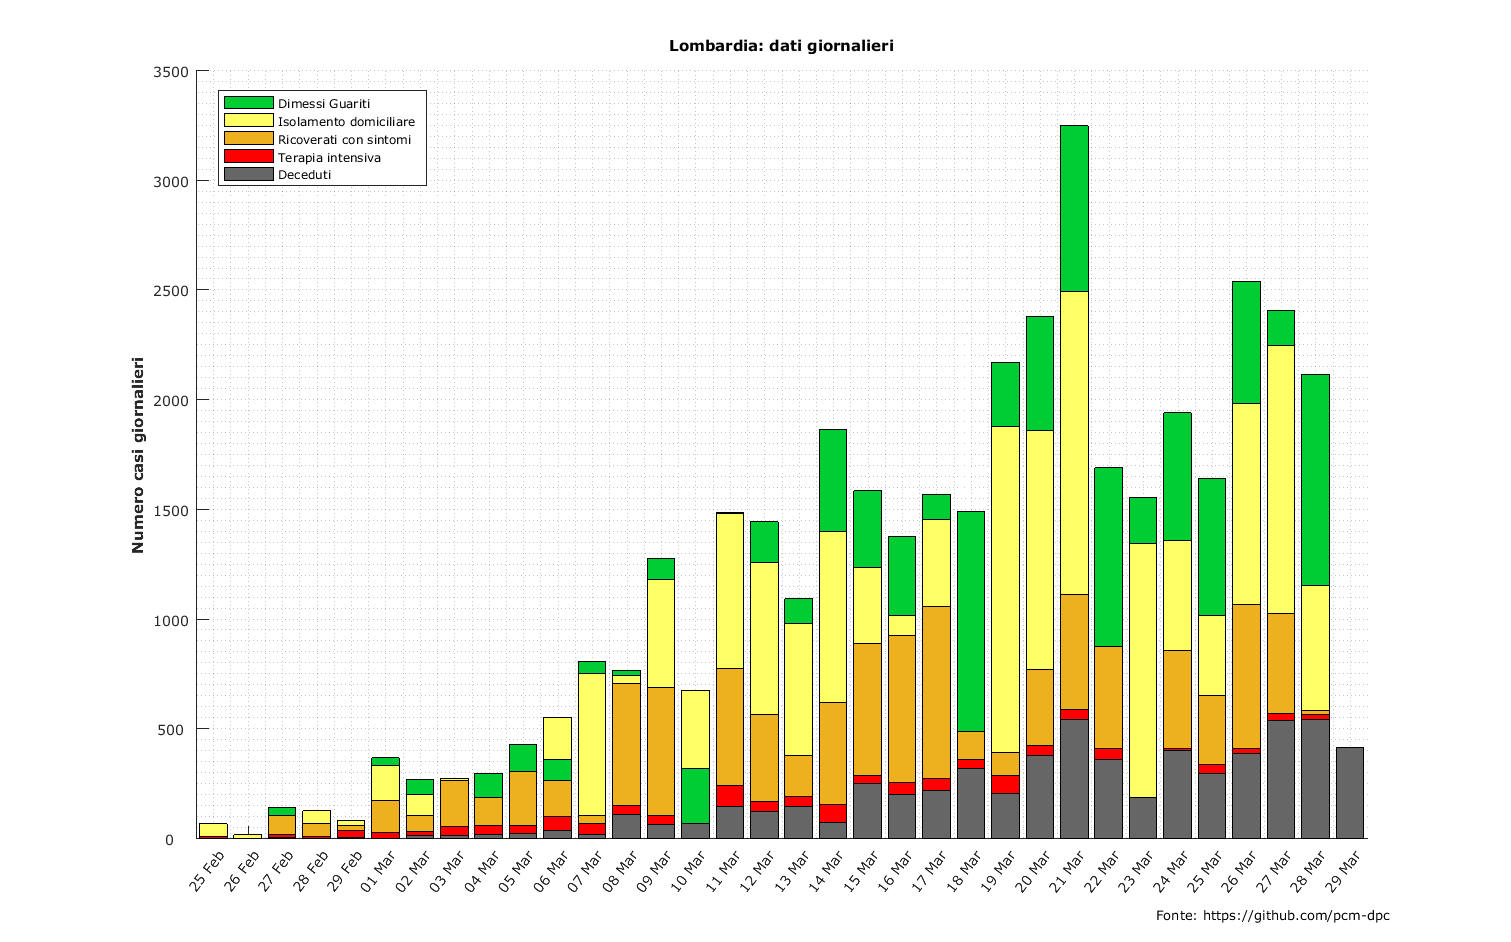 Lombardia: dati giornalieri
3500
3000
2500
2000
1500
1000
500
0
Numero casi giornalieri
Dimessi Guariti
Isolamento domiciliare
Ricoverati con sintomi
Terapia intensiva
Deceduti
25 Feb
26 Feb
27 Feb
28 Feb
29 Feb
01 Mar
02 Mar
03 Mar
04 Mar
05 Mar
06 Mar
07 Mar
08 Mar
09 Mar
10 Mar
11 Mar
12 Mar
13 Mar
14 Mar
15 Mar
16 Mar
17 Mar
18 Mar
19 Mar
20 Mar
21 Mar
22 Mar
23 Mar
24 Mar
25 Mar
26 Mar
27 Mar
28 Mar
29 Mar
Fonte: https://github.com/pcm-dpc